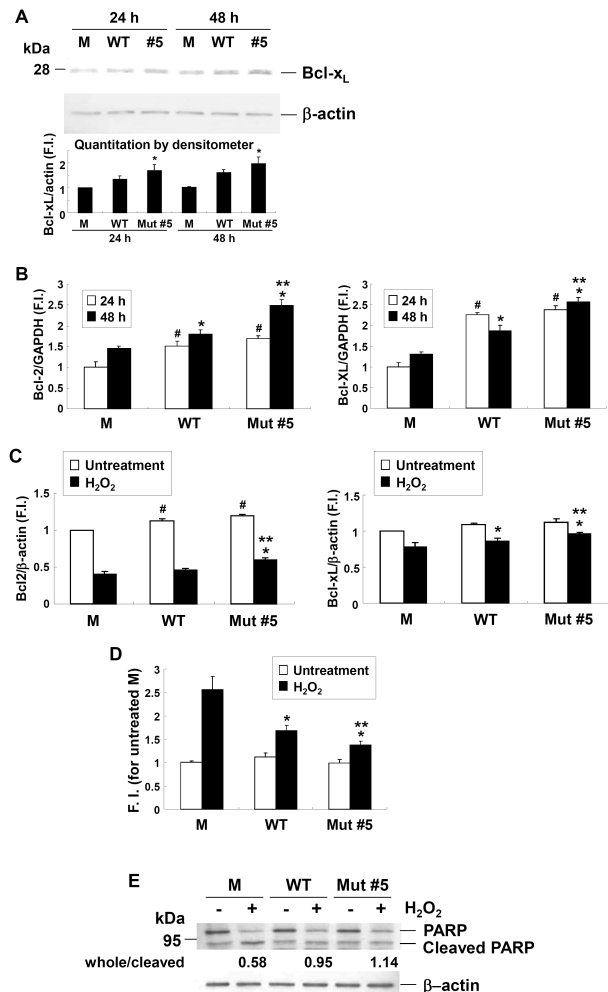 A
24 h 48 h
kDa M WT #5 M WT #5
28 Bcl-xL
β-actin
Quantitation by densitometer
Bcl-xL/actin (F.I.)
2
1
0
* *
M WT Mut #5 M WT Mut #5
24 h 48 h
B
Bcl-2/GAPDH (F.I.)
3
2.5
2
1.5
1
0.5
0
24 h
48 h
# * # ** *
M WT Mut #5
Bcl-XL/GAPDH (F.I.)
3
2.5
2
1.5
1
0.5
0
24 h
48 h
# * # ** *
M WT Mut #5
C
Untreatment
H2O2
Bcl2/β-actin (F.I.)
1.5
1
0.5
0
# # ** *
M WT Mut #5
Untreatment
H2O2
Bcl-xL/β-actin (F.I.)
1.5
1
0.5
0
* ** *
M WT Mut #5
D
F. I. (for untreated M)
3
2.5
2
1.5
1
0.5
0
Untreatment
H2O2
* ** *
M WT Mut #5
E
M WT Mut #5
- + - + - + H2O2
kDa
PARP
95 Cleaved PARP
whole/cleaved 0.58 0.95 1.14
β–actin